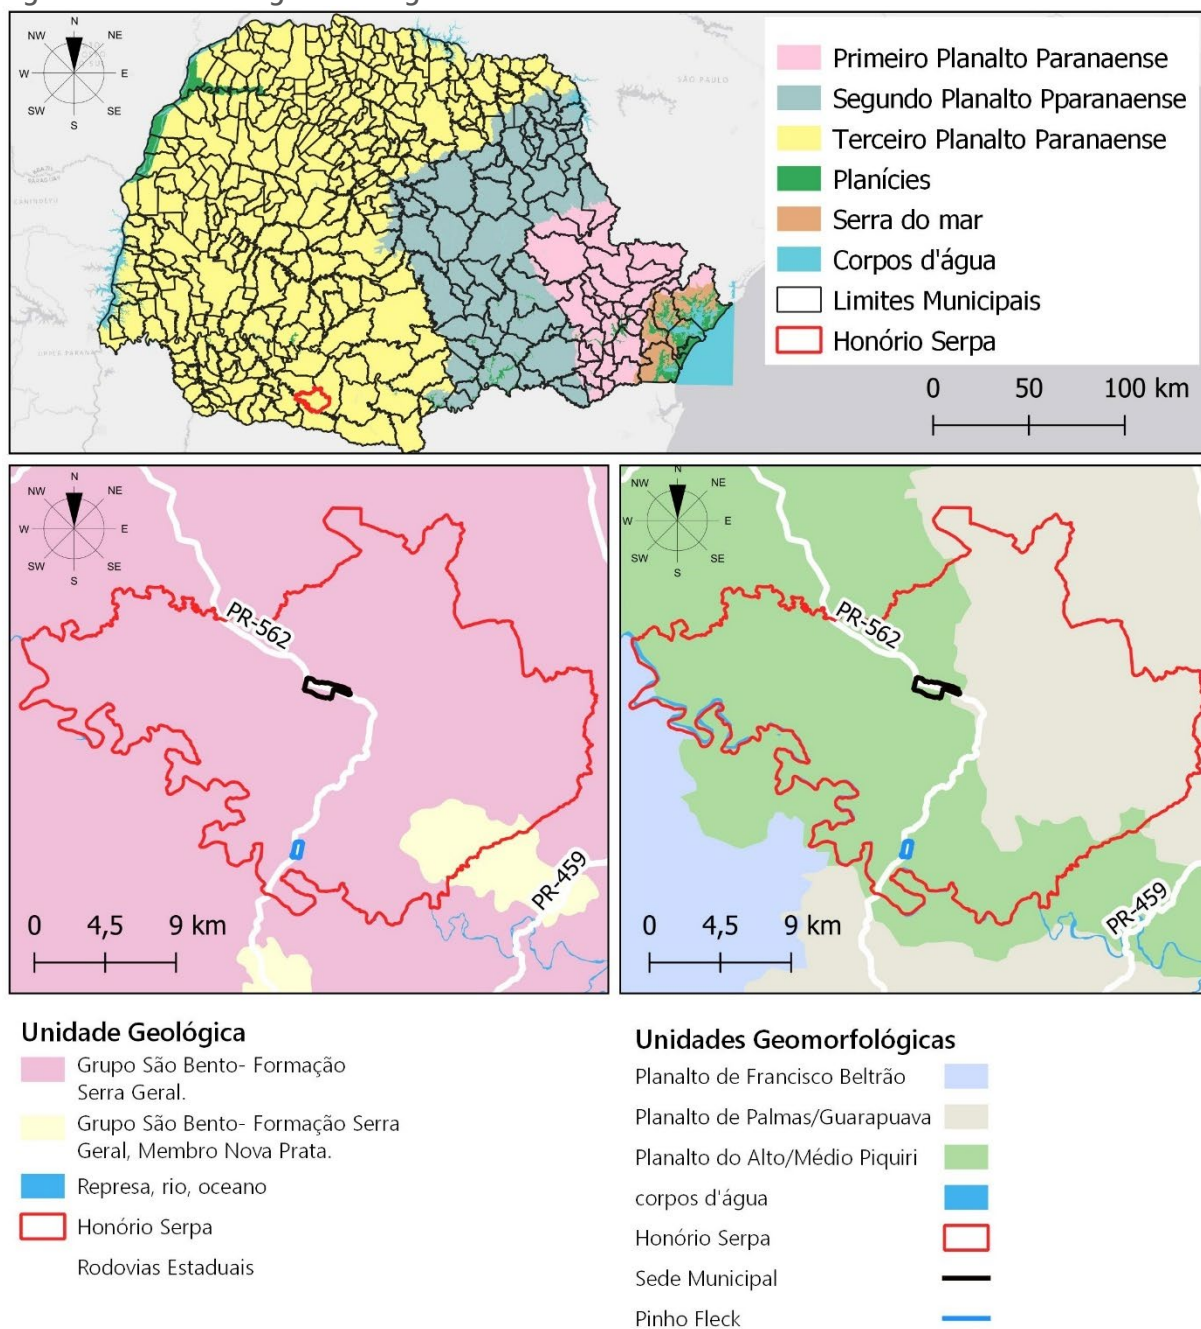 N
NW
NE
W
E
SW
SE
S
SÃO PAULO
Primeiro Planalto Paranaense
Segundo Planalto Pparanaense
Terceiro Planalto Paranaense
Planícies
Serra do mar
Corpos d'água
Limites Municipais
Honório Serpa
0 50 100 km
N
NW
NE
W
E
SW
SE
S
PR-562
PR-459
0 4,5 9 km
N
NW
NE
W
E
SW
SE
S
PR-562
PR-459
0 4,5 9 km
Unidade Geológica
Grupo São Bento- Formação
Serra Geral.
Grupo São Bento- Formação Serra
Geral, Membro Nova Prata.
Represa, rio, oceano
Honório Serpa
Rodovias Estaduais
Unidades Geomorfológicas
Planalto de Francisco Beltrão
Planalto de Palmas/Guarapuava
Planalto do Alto/Médio Piquiri
corpos d'água
Honório Serpa
Sede Municipal
Pinho Fleck